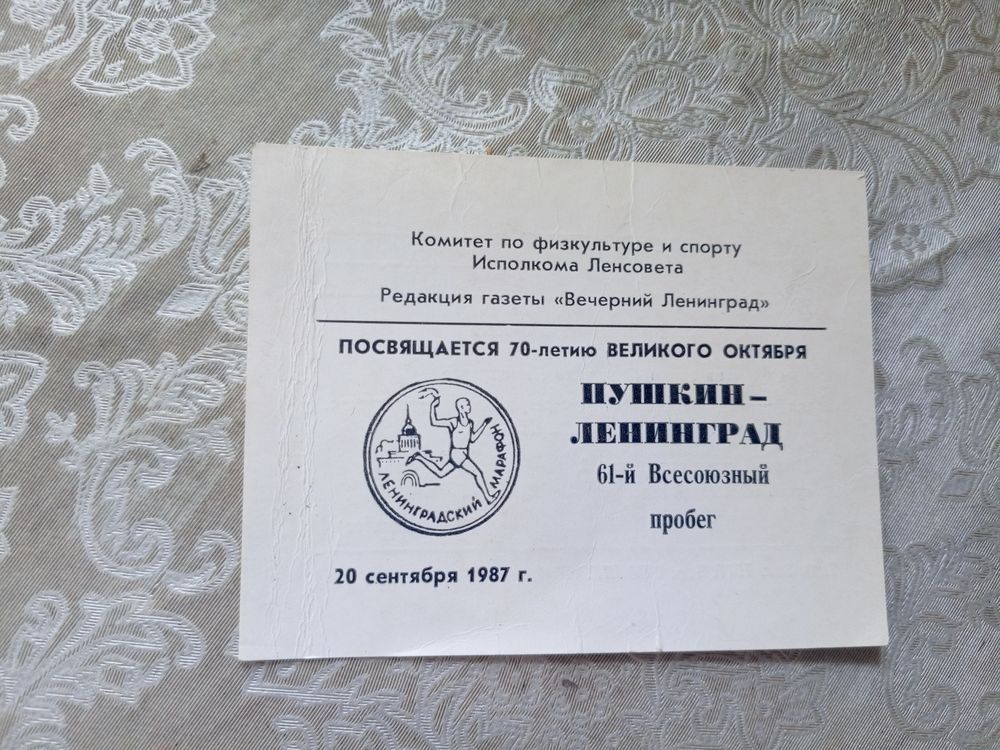 Комитет по физкультуре и спорту
Исполкома Ленсовета
Редакция газеты «Вечерний Ленинград»
ПОСВЯЩАЕТСЯ 70-летию ВЕЛИКОГО ОКТЯБРЯ
ПУШКИН–
ЛЕНИНГРАД
61-й Всесоюзный
пробег
ЛЕНИНГРАДСКИЙ МАРАФОН
20 сентября 1987 г.